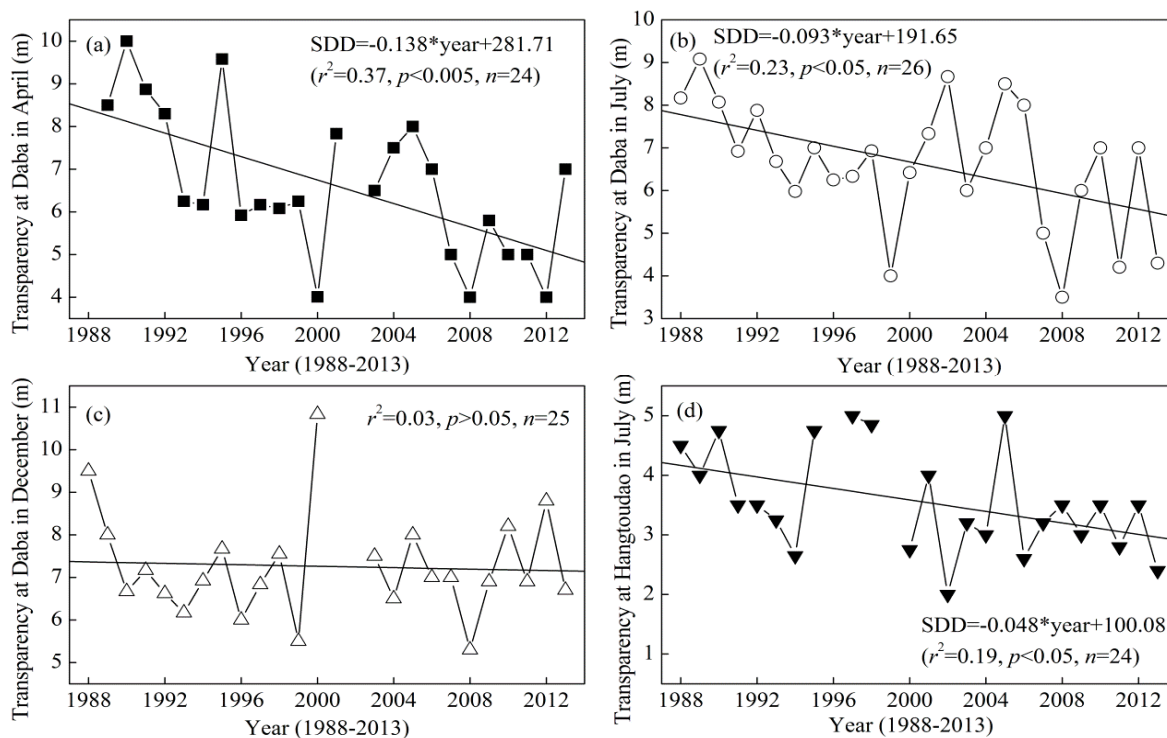 (a)
SDD=-0.138*year+281.71
(r²=0.37, p<0.005, n=24)
Transparency at Daba in April (m)
10
9
8
7
6
5
4
1988 1992 1996 2000 2004 2008 2012
Year (1988-2013)
(b)
SDD=-0.093*year+191.65
(r²=0.23, p<0.05, n=26)
Transparency at Daba in July (m)
10
9
8
7
6
5
4
3
1988 1992 1996 2000 2004 2008 2012
Year (1988-2013)
(c)
r²=0.03, p>0.05, n=25
Transparency at Daba in December (m)
11
10
9
8
7
6
5
1988 1992 1996 2000 2004 2008 2012
Year (1988-2013)
(d)
Transparency at Hangtoudao in July (m)
5
4
3
2
1
SDD=-0.048*year+100.08
(r²=0.19, p<0.05, n=24)
1988 1992 1996 2000 2004 2008 2012
Year (1988-2013)